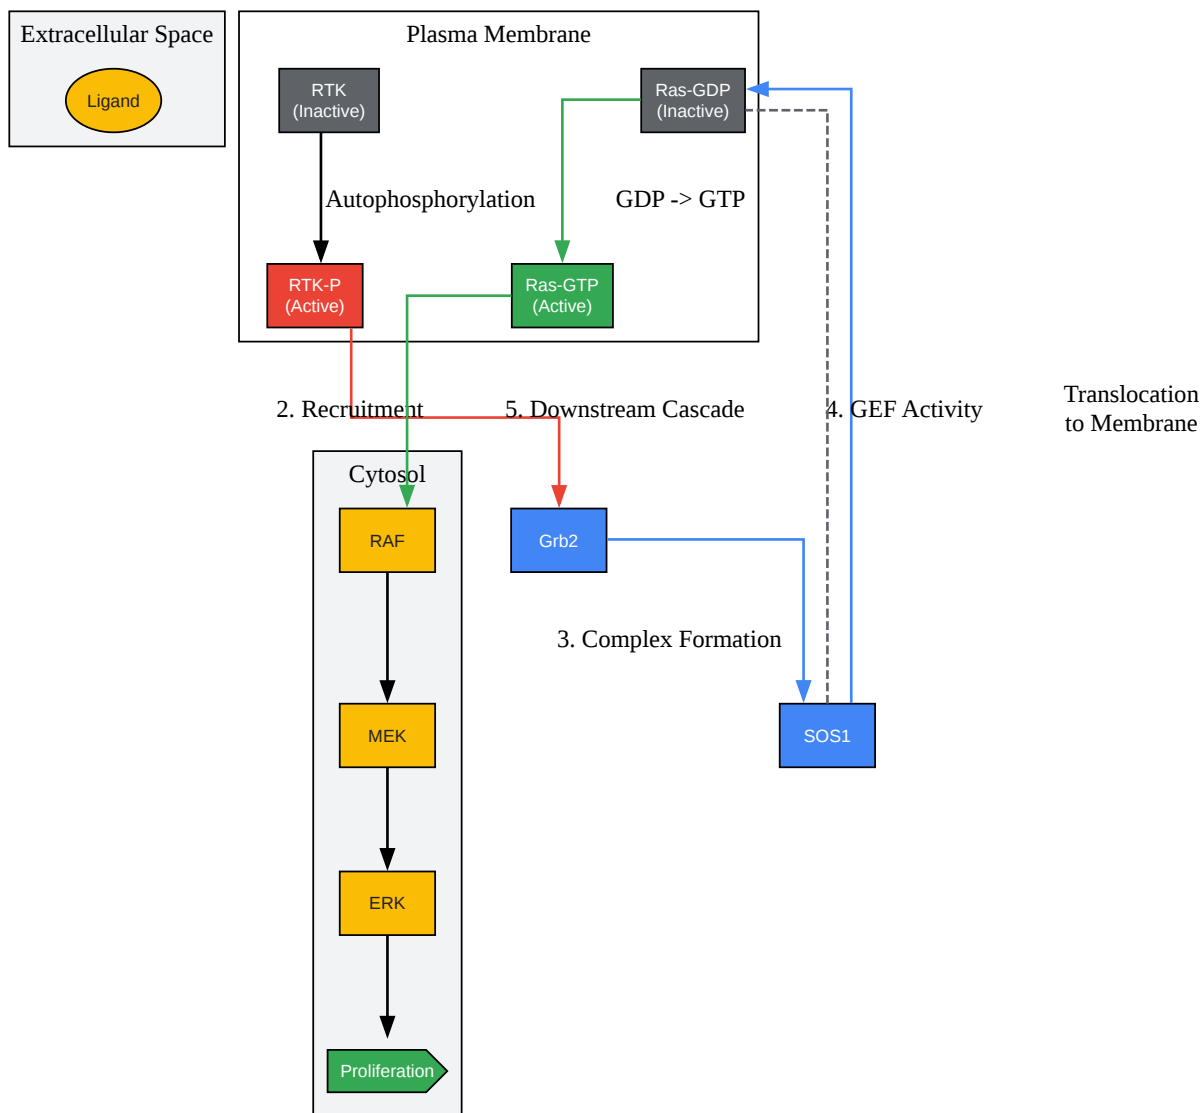 Extracellular Space
Plasma Membrane
Ligand
RTK
(Inactive)
Ras-GDP
(Inactive)
Autophosphorylation
GDP -> GTP
RTK-P
(Active)
Ras-GTP
(Active)
2. Recruitment
5. Downstream Cascade
4. GEF Activity
Translocation
to Membrane
Cytosol
RAF
Grb2
3. Complex Formation
MEK
SOS1
ERK
Proliferation